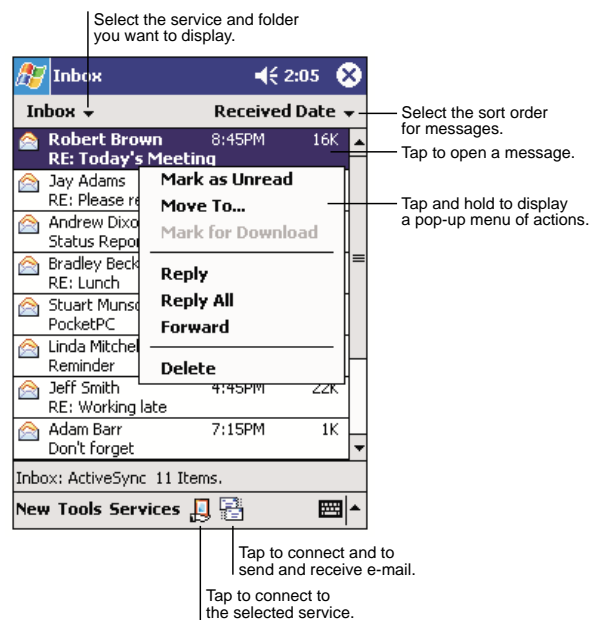 Select the service and folder
you want to display.
Inbox 2:05
Inbox Received Date
Select the sort order
for messages.
Robert Brown 8:45PM 16K
RE: Today's Meeting
Tap to open a message.
Jay Adams
RE: Please re
Andrew Dixo
Status Repor
Bradley Beck
RE: Lunch
Stuart Munso
PocketPC
Linda Mitchel
Reminder
Jeff Smith 4:45PM 22K
RE: Working late
Adam Barr 7:15PM 1K
Don't forget
Mark as Unread
Move To...
Mark for Download
Reply
Reply All
Forward
Delete
Tap and hold to display
a pop-up menu of actions.
Inbox: ActiveSync 11 Items.
New Tools Services
Tap to connect and to
send and receive e-mail.
Tap to connect to
the selected service.